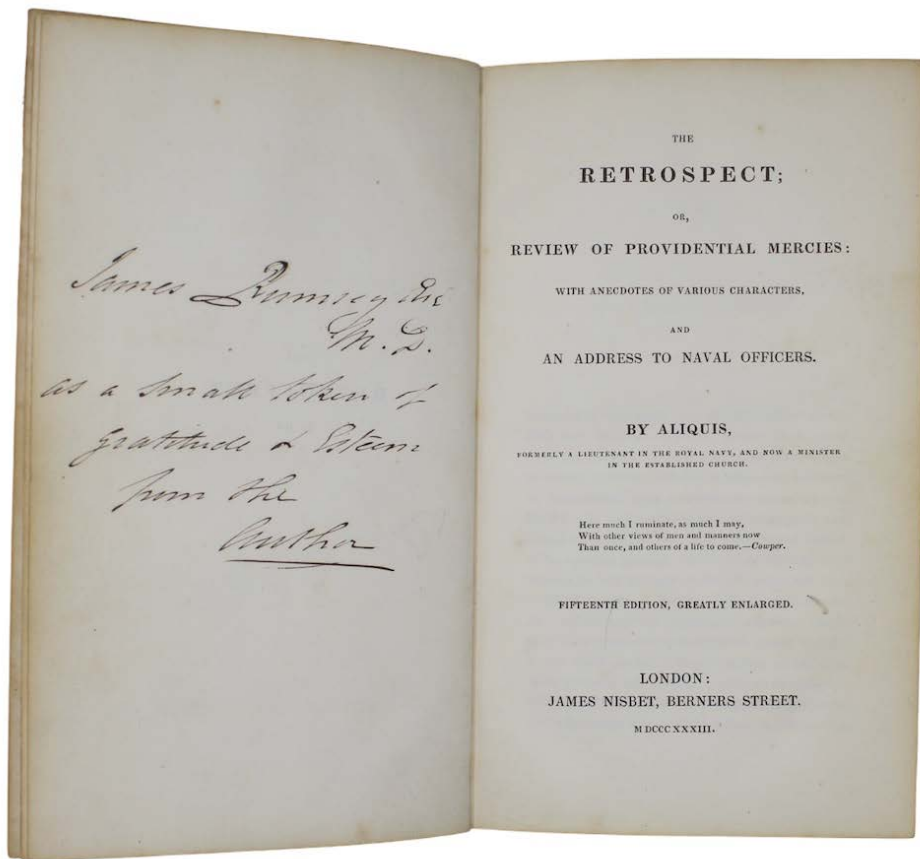 James Rumsey Esq
M.D.
as a small token of
gratitude & Esteem
from the
Author
THE
RETROSPECT;
OR,
REVIEW OF PROVIDENTIAL MERCIES:
WITH ANECDOTES OF VARIOUS CHARACTERS,
AND
AN ADDRESS TO NAVAL OFFICERS.
BY ALIQUIS,
FORMERLY A LIEUTENANT IN THE ROYAL NAVY, AND NOW A MINISTER
IN THE ESTABLISHED CHURCH.
Here much I ruminate, as much I may,
With other views of men and manners now
Than once, and others of a life to come.—Cowper.
FIFTEENTH EDITION, GREATLY ENLARGED.
LONDON:
JAMES NISBET, BERNERS STREET.
MDCCCXXXIII.